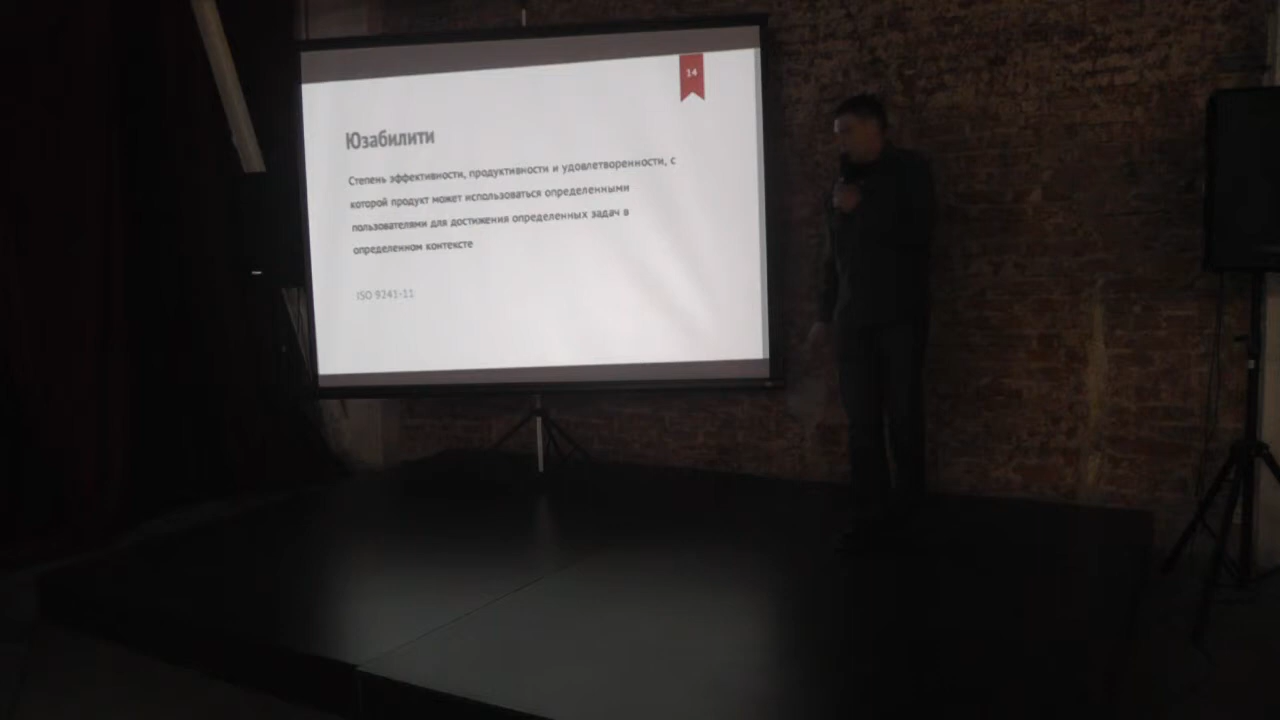 14
Юзабилити
Степень эффективности, продуктивности и удовлетворенности, с
которой продукт может использоваться определенными
пользователями для достижения определенных задач в
определенном контексте
ISO 9241-11